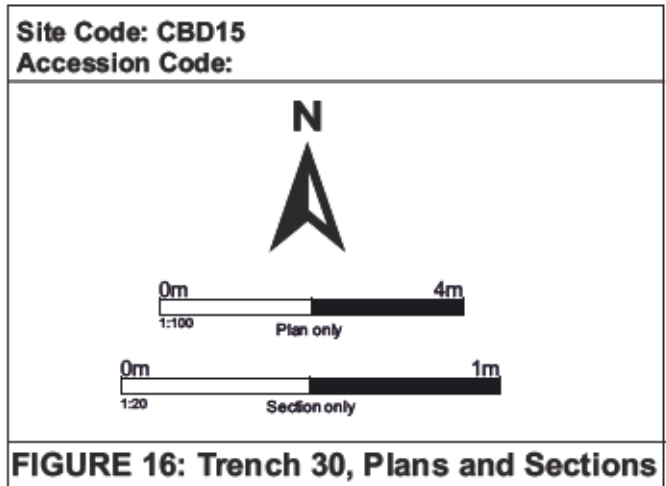 Site Code: CBD15
Accession Code:
N
0m 4m
1:100 Plan only
0m 1m
1:20 Section only
FIGURE 16: Trench 30, Plans and Sections